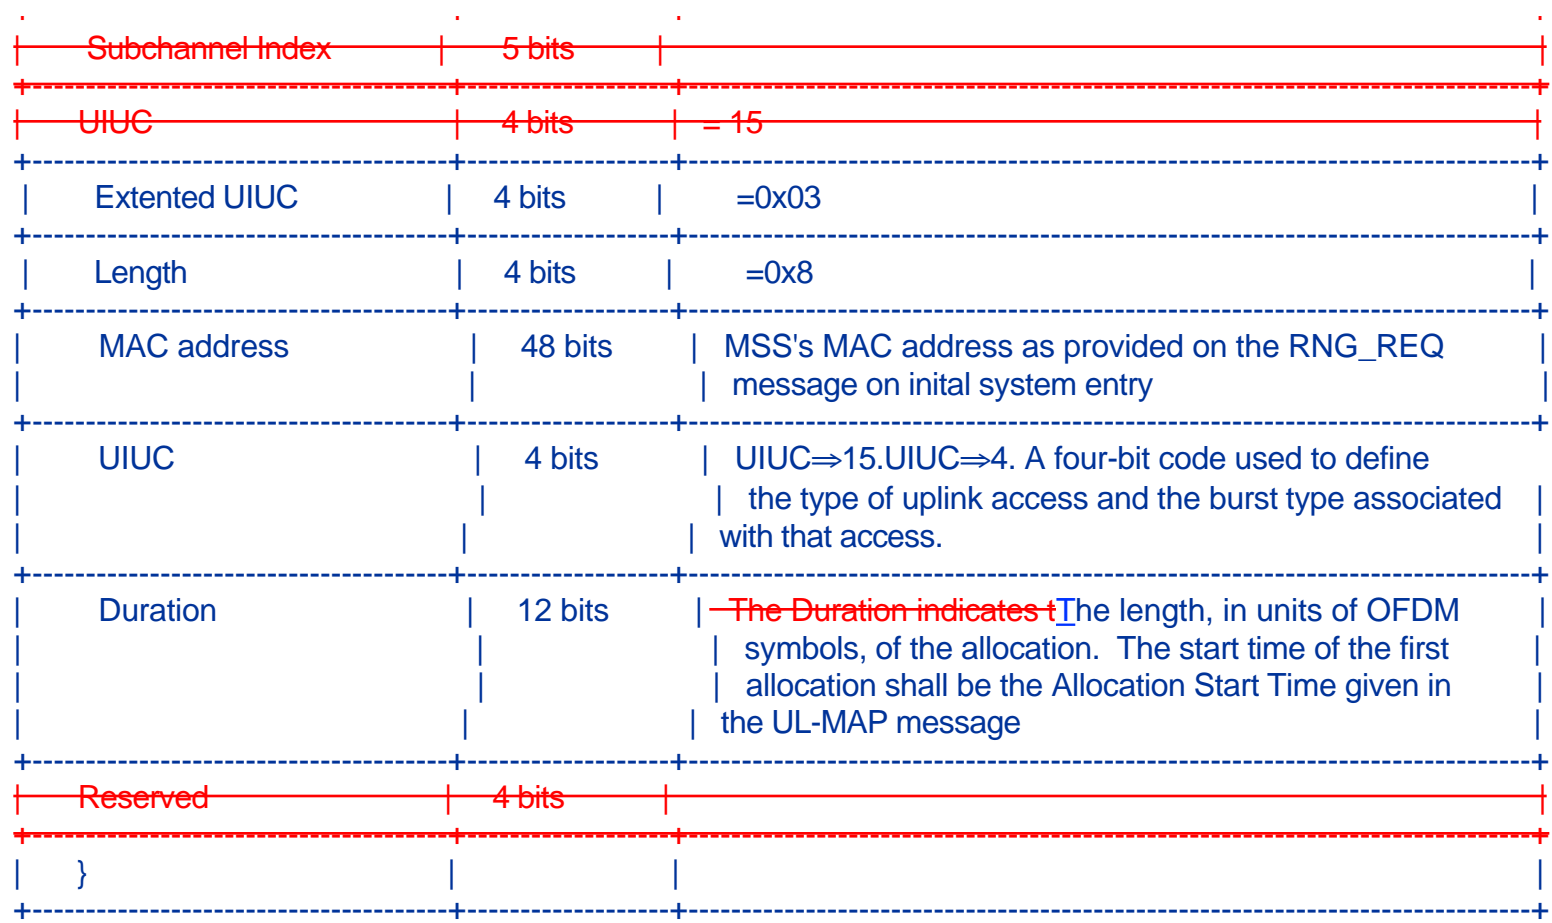 | Subchannel Index | 5 bits | |
+-----------------+-----------------+-----------------+
| UIUC | 4 bits | = 15 |
+-----------------+-----------------+-----------------+
| Extented UIUC | 4 bits | =0x03 |
+-----------------+-----------------+-----------------+
| Length | 4 bits | =0x8 |
+-----------------+-----------------+-----------------+
| MAC address | 48 bits | MSS's MAC address as provided on the RNG_REQ |
| | | message on inital system entry |
+-----------------+-----------------+-----------------+
| UIUC | 4 bits | UIUC⇒15.UIUC⇒4. A four-bit code used to define
| | | the type of uplink access and the burst type associated |
| | | with that access. |
+-----------------+-----------------+-----------------+
| Duration | 12 bits | The Duration indicates tThe length, in units of OFDM |
| | | symbols, of the allocation. The start time of the first |
| | | allocation shall be the Allocation Start Time given in |
| | | the UL-MAP message |
+-----------------+-----------------+-----------------+
| Reserved | 4 bits | |
+-----------------+-----------------+-----------------+
| } | | |
+-----------------+-----------------+-----------------+